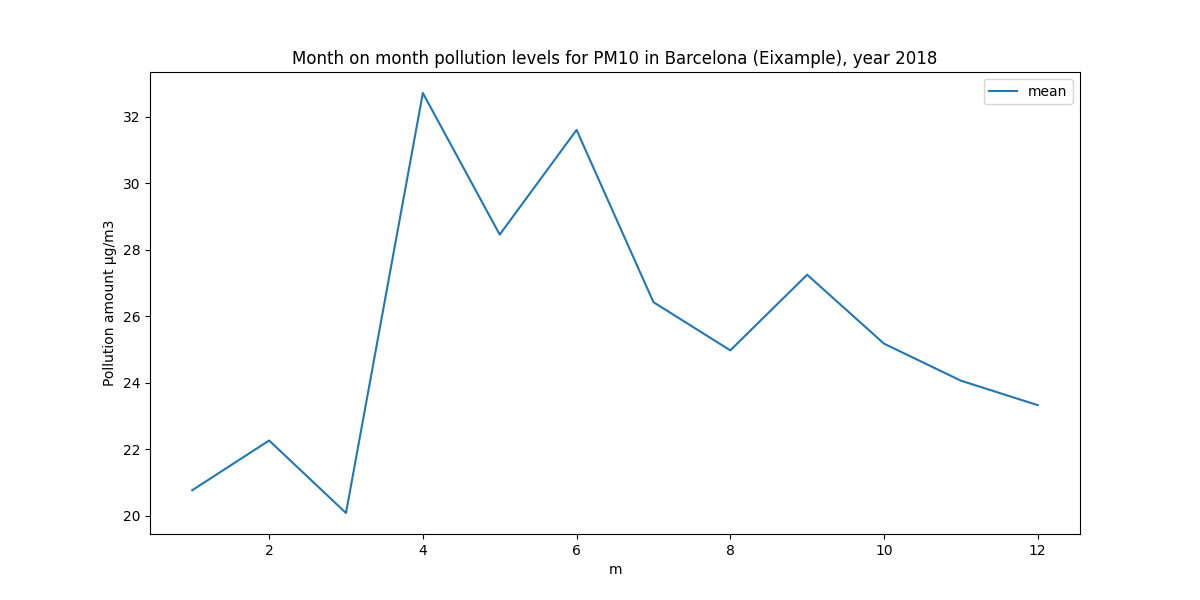 Month on month pollution levels for PM10 in Barcelona (Eixample), year 2018
mean
Pollution amount µg/m3
32
30
28
26
24
22
20
2 4 6 8 10 12
m